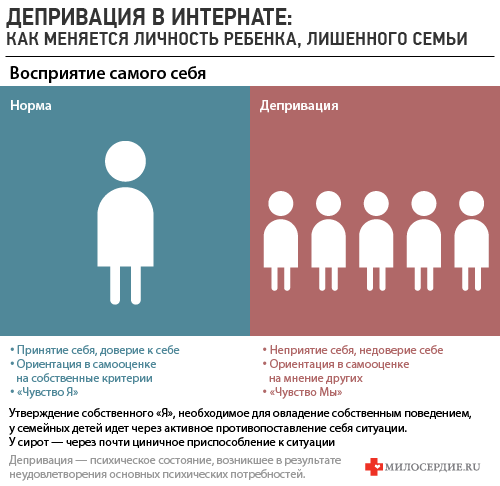 ДЕПРИВАЦИЯ В ИНТЕРНАТЕ:
КАК МЕНЯЕТСЯ ЛИЧНОСТЬ РЕБЕНКА, ЛИШЕННОГО СЕМЬИ
Восприятие самого себя
Норма
Депривация
• Принятие себя, доверие к себе
• Ориентация в самооценке
на собственные критерии
• «Чувство Я»
• Неприятие себя, недоверие себе
• Ориентация в самооценке
на мнение других
• «Чувство Мы»
Утверждение собственного «Я», необходимое для овладение собственным поведением,
у семейных детей идет через активное противопоставление себя ситуации.
У сирот — через почти циничное приспособление к ситуации
Депривация — психическое состояние, возникшее в результате
неудовлетворения основных психических потребностей.
МИЛОСЕРДИЕ.RU